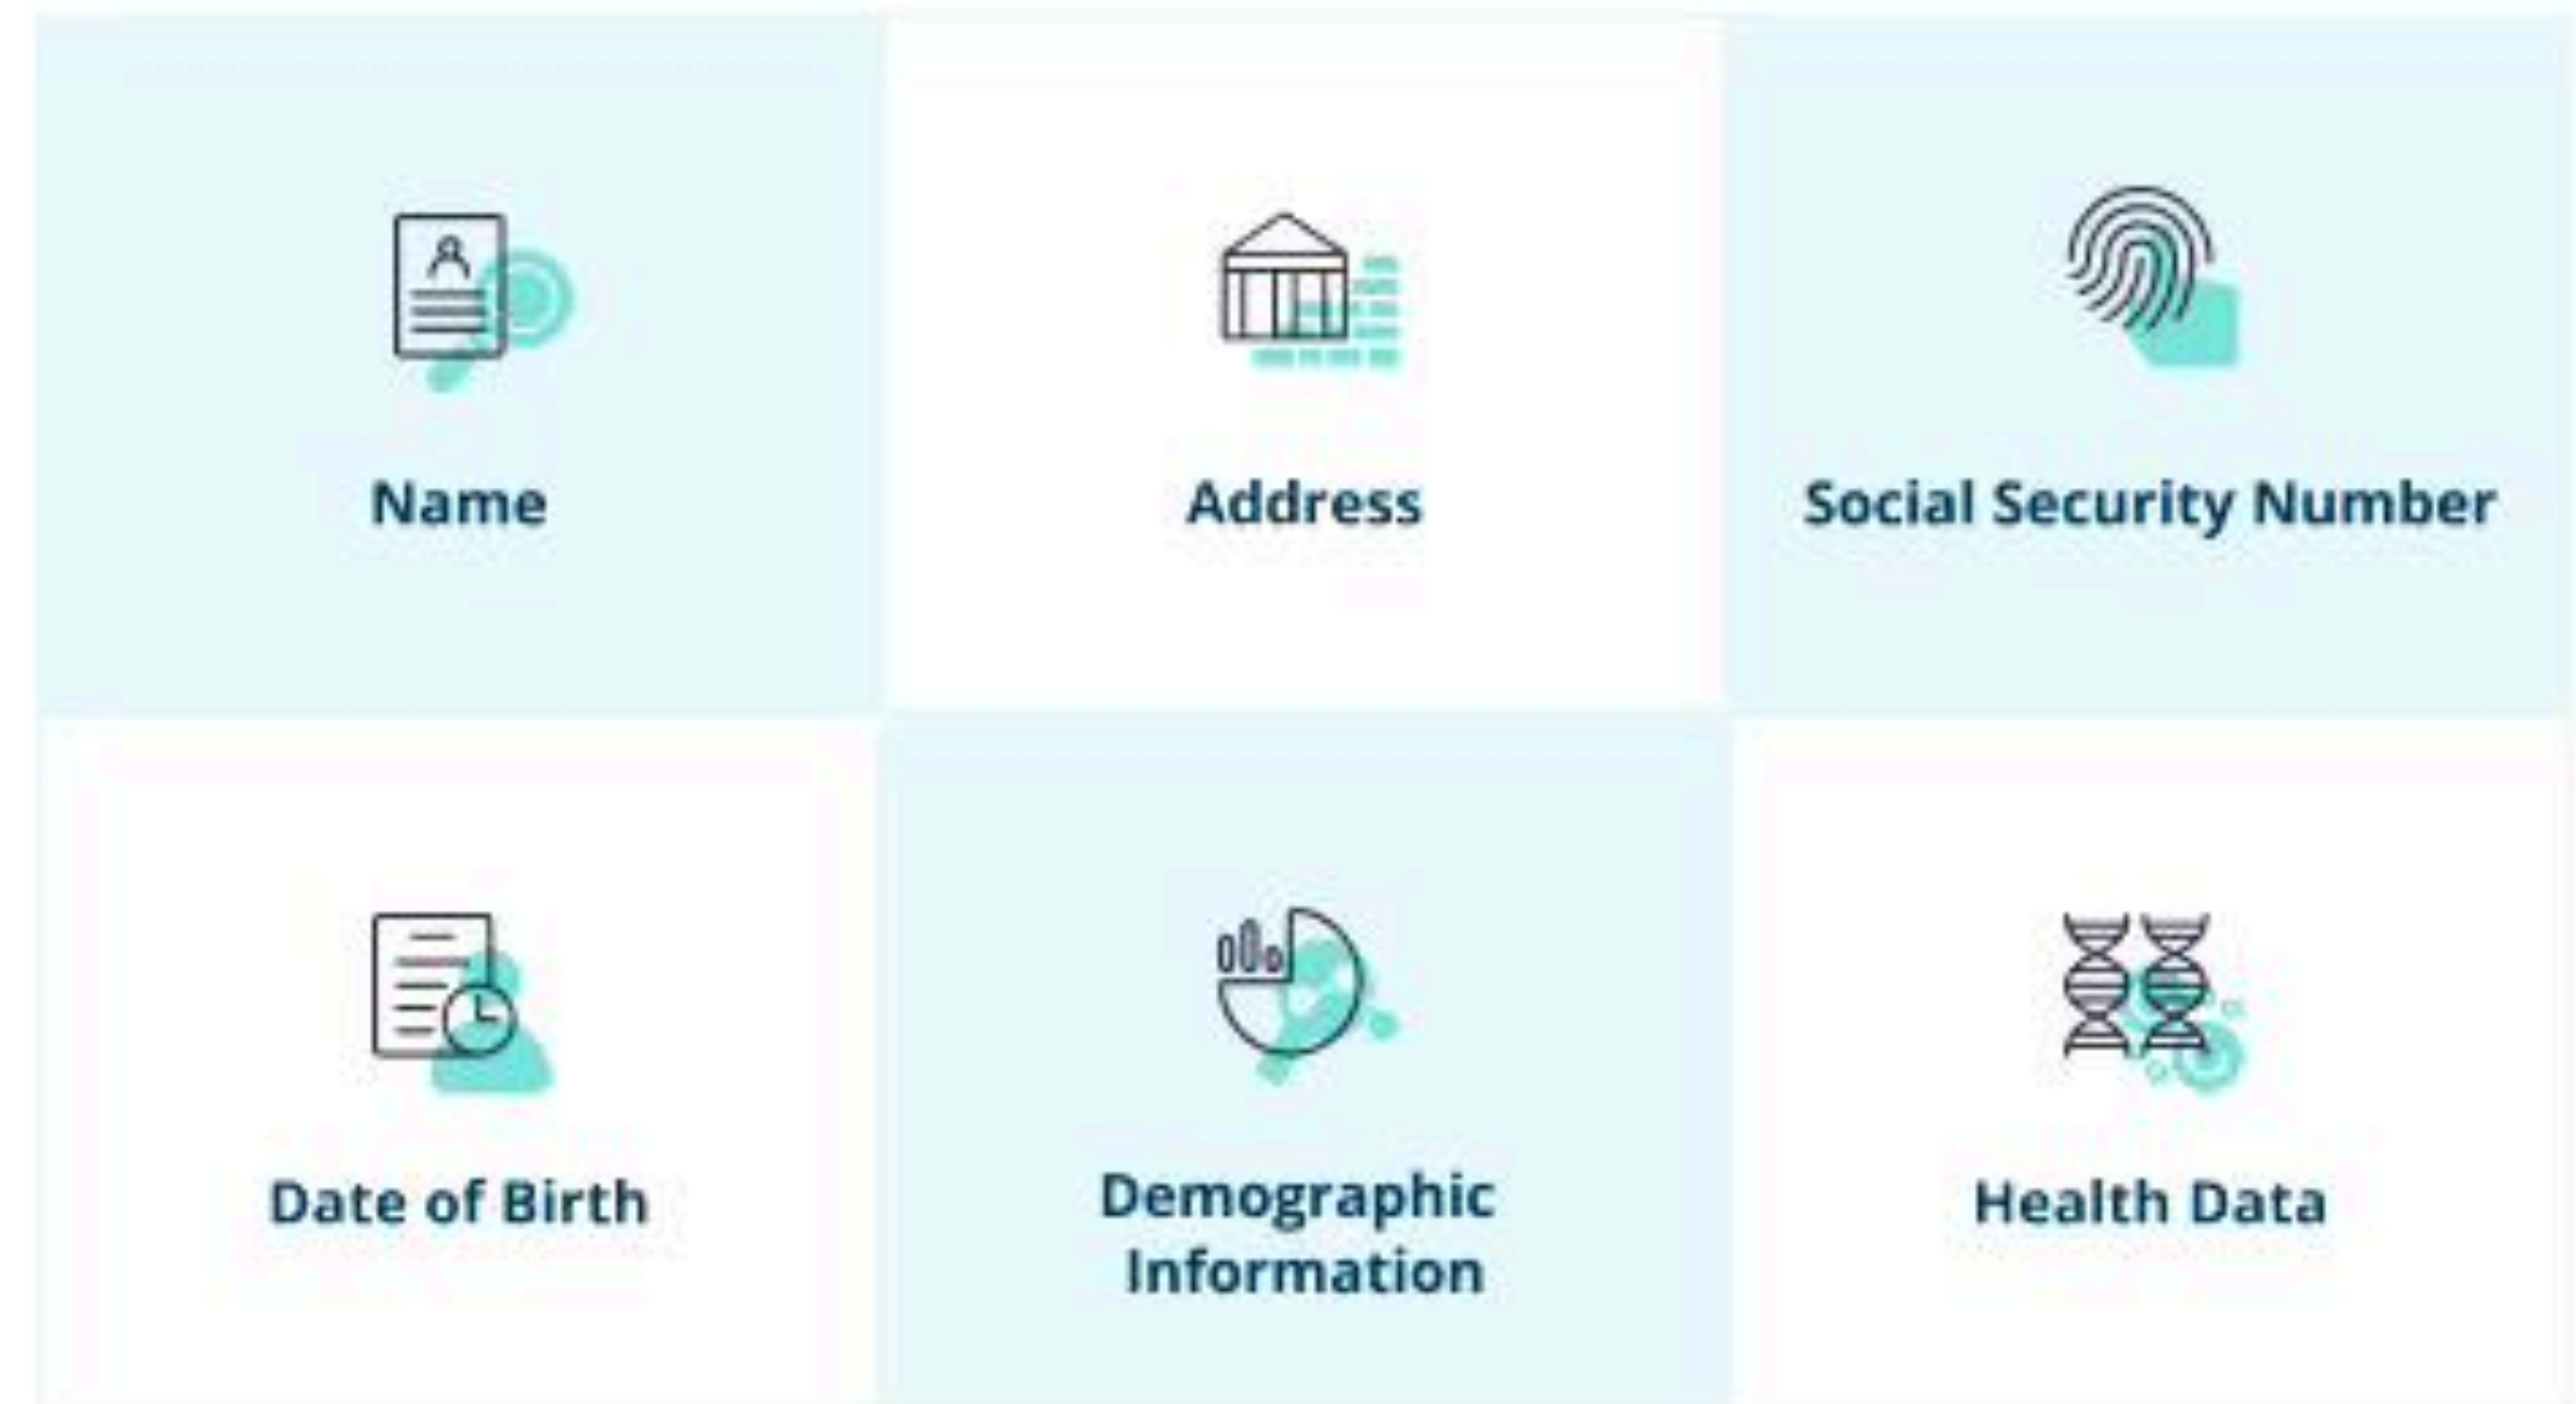 Name
Address
Social Security Number
Date of Birth
Demographic
Information
Health Data